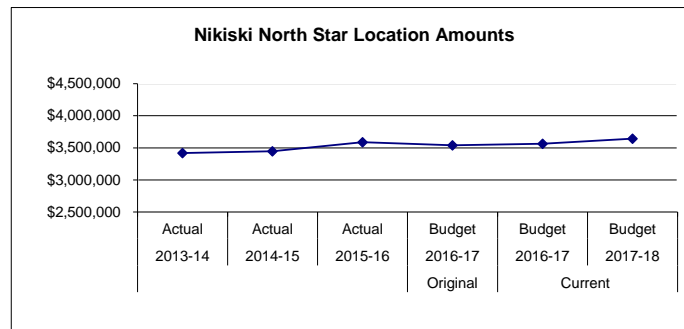 Nikiski North Star Location Amounts
$4,500,000
$4,000,000
$3,500,000
$3,000,000
$2,500,000
Actual Actual Actual Budget Budget Budget
2013-14 2014-15 2015-16 2016-17 2016-17 2017-18
Original Current